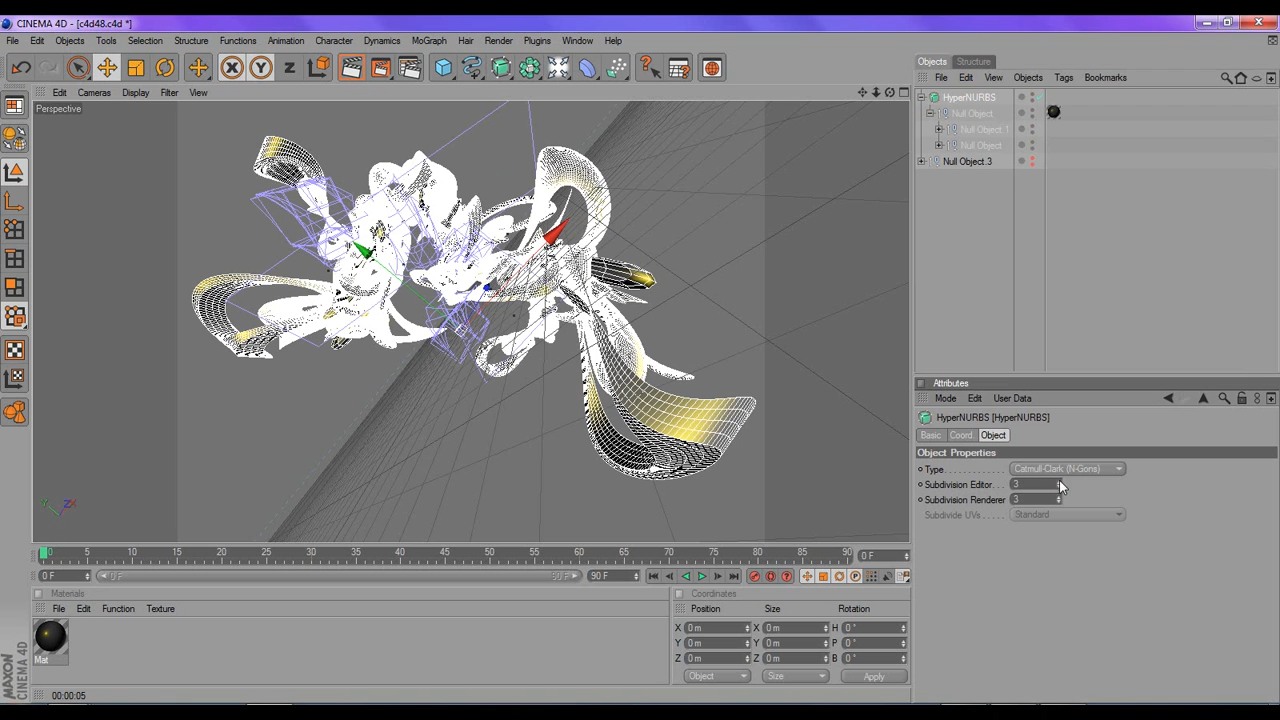 CINEMA 4D - [c4d48.c4d *]
File Edit Objects Tools Selection Structure Functions Animation Character Dynamics MoGraph Hair Render Plugins Window Help
Edit Cameras Display Filter View
Perspective
Objects Structure
File Edit View Objects Tags Bookmarks
HyperNURBS
Null Object
Null Object.1
Null Object
Null Object.3
Attributes
Mode Edit User Data
HyperNURBS [HyperNURBS]
Basic Coord. Object
Object Properties
Type Catmull-Clark (N-Gons)
Subdivision Editor 3
Subdivision Renderer 3
Subdivide UVs Standard
0 5 10 15 20 25 30 35 40 45 50 55 60 65 70 75 80 85 90 0 F
0 F 0 F 90 F 90 F
Materials
File Edit Function Texture
Mat
Coordinates
Position Size Rotation
X 0 m X 0 m H 0 °
Y 0 m Y 0 m P 0 °
Z 0 m Z 0 m B 0 °
Object Size Apply
MAXON CINEMA 4D
00:00:05